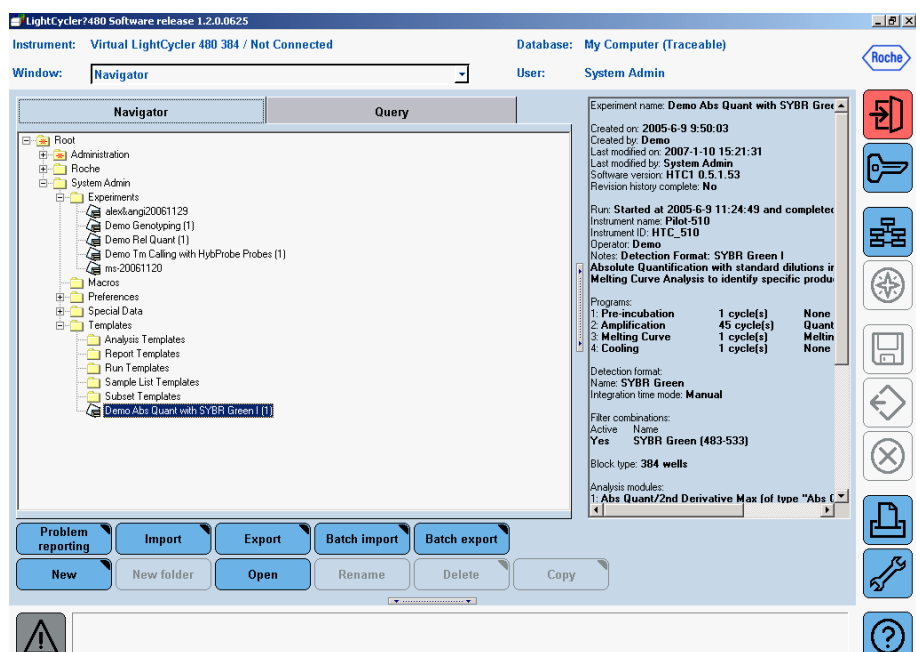 LightCycler?480 Software release 1.2.0.0625
Instrument: Virtual LightCycler 480 384 / Not Connected
Database: My Computer (Traceable)
Window: Navigator
User: System Admin
Roche
Navigator
Query
Root
Administration
Roche
System Admin
Experiments
alex&angi20061129
Demo Genotyping (1)
Demo Rel Quant (1)
Demo Tm Calling with HybProbe Probes (1)
ms-20061120
Macros
Preferences
Special Data
Templates
Analysis Templates
Report Templates
Run Templates
Sample List Templates
Subset Templates
Demo Abs Quant with SYBR Green I (1)
Experiment name: Demo Abs Quant with SYBR Gree
Created on: 2005-6-9 9:50:03
Created by: Demo
Last modified on: 2007-1-10 15:21:31
Last modified by: System Admin
Software version: HTC1 0.5.1.53
Revision history complete: No
Run: Started at 2005-6-9 11:24:49 and completed
Instrument name: Pilot-510
Instrument ID: HTC_510
Operator: Demo
Notes: Detection Format: SYBR Green I
Absolute Quantification with standard dilutions in
Melting Curve Analysis to identify specific produ
Programs:
1: Pre-incubation 1 cycle(s) None
2: Amplification 45 cycle(s) Quant
3: Melting Curve 1 cycle(s) Meltin
4: Cooling 1 cycle(s) None
Detection format:
Name: SYBR Green
Integration time mode: Manual
Filter combinations:
Active Name
Yes SYBR Green (483-533)
Block type: 384 wells
Analysis modules:
1: Abs Quant/2nd Derivative Max (of type "Abs Q
Problem reporting
Import
Export
Batch import
Batch export
New
New folder
Open
Rename
Delete
Copy